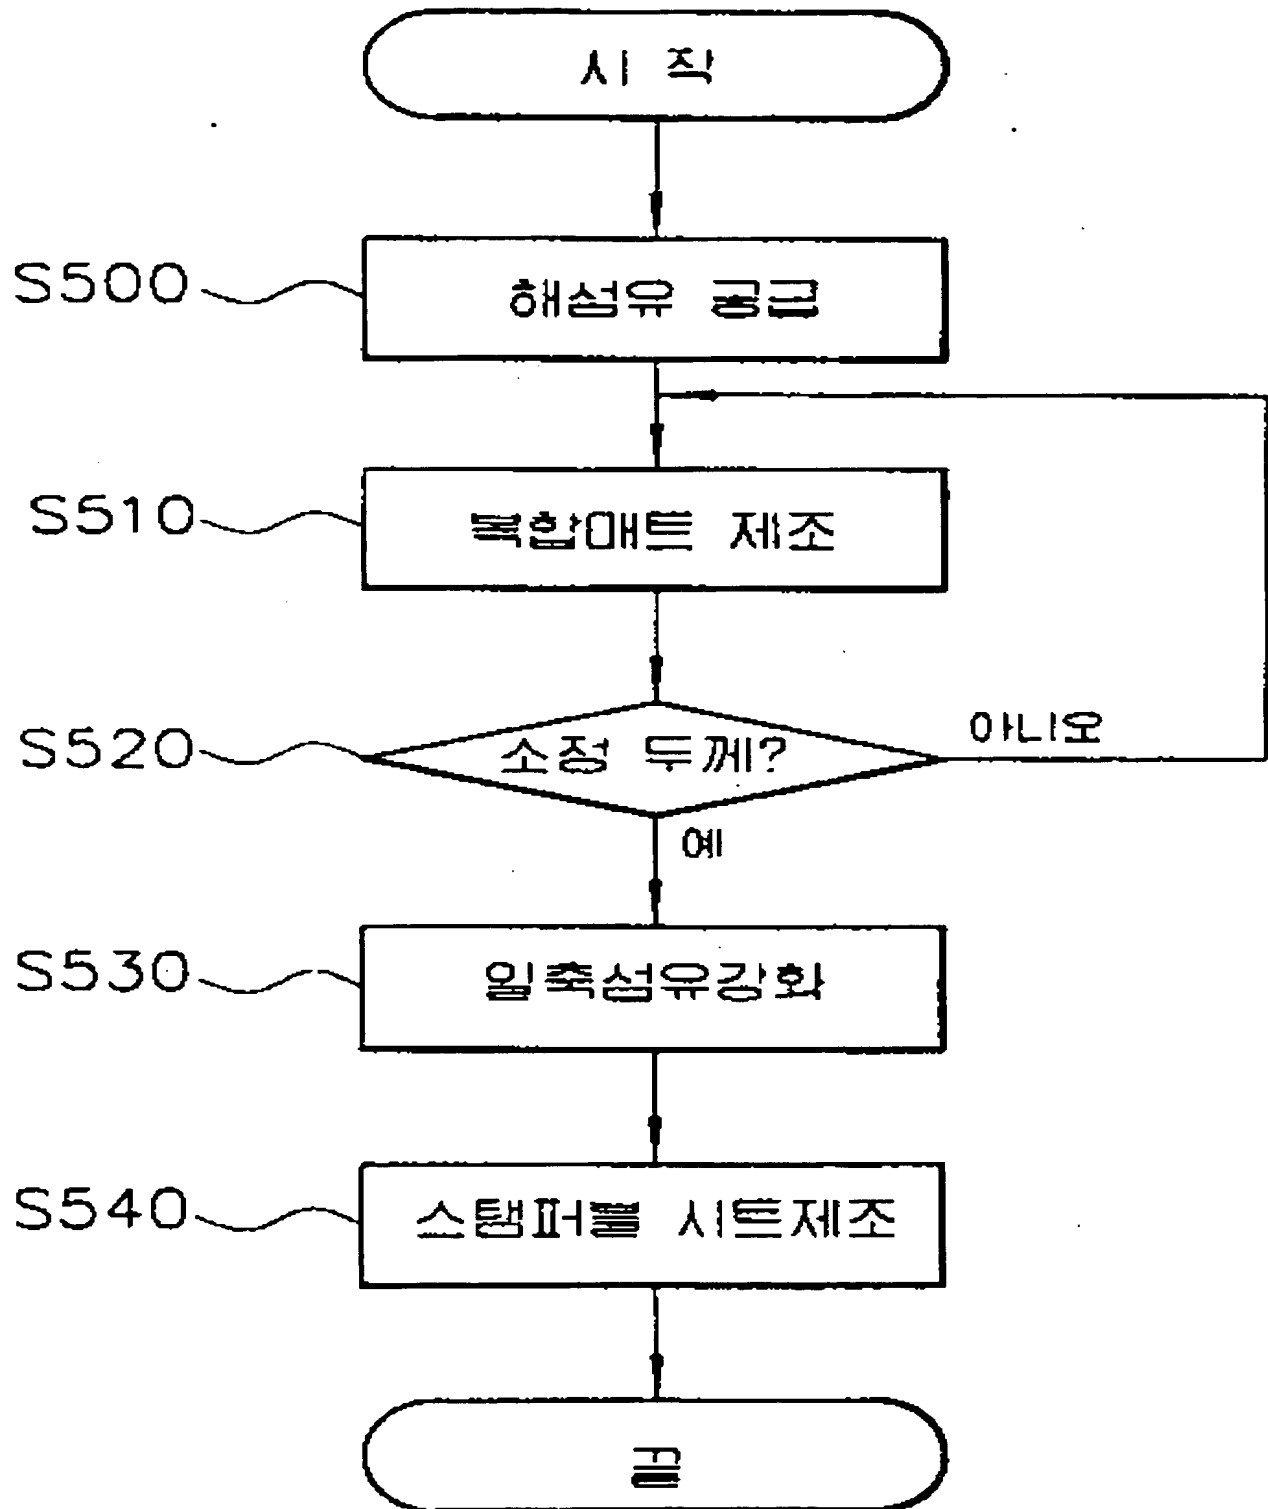 시 작
S500
해섬유 공급
S510
복합매트 제조
S520
소정 두께?
아니오
예
S530
일축섬유강화
S540
스탬퍼블 시트제조
끝